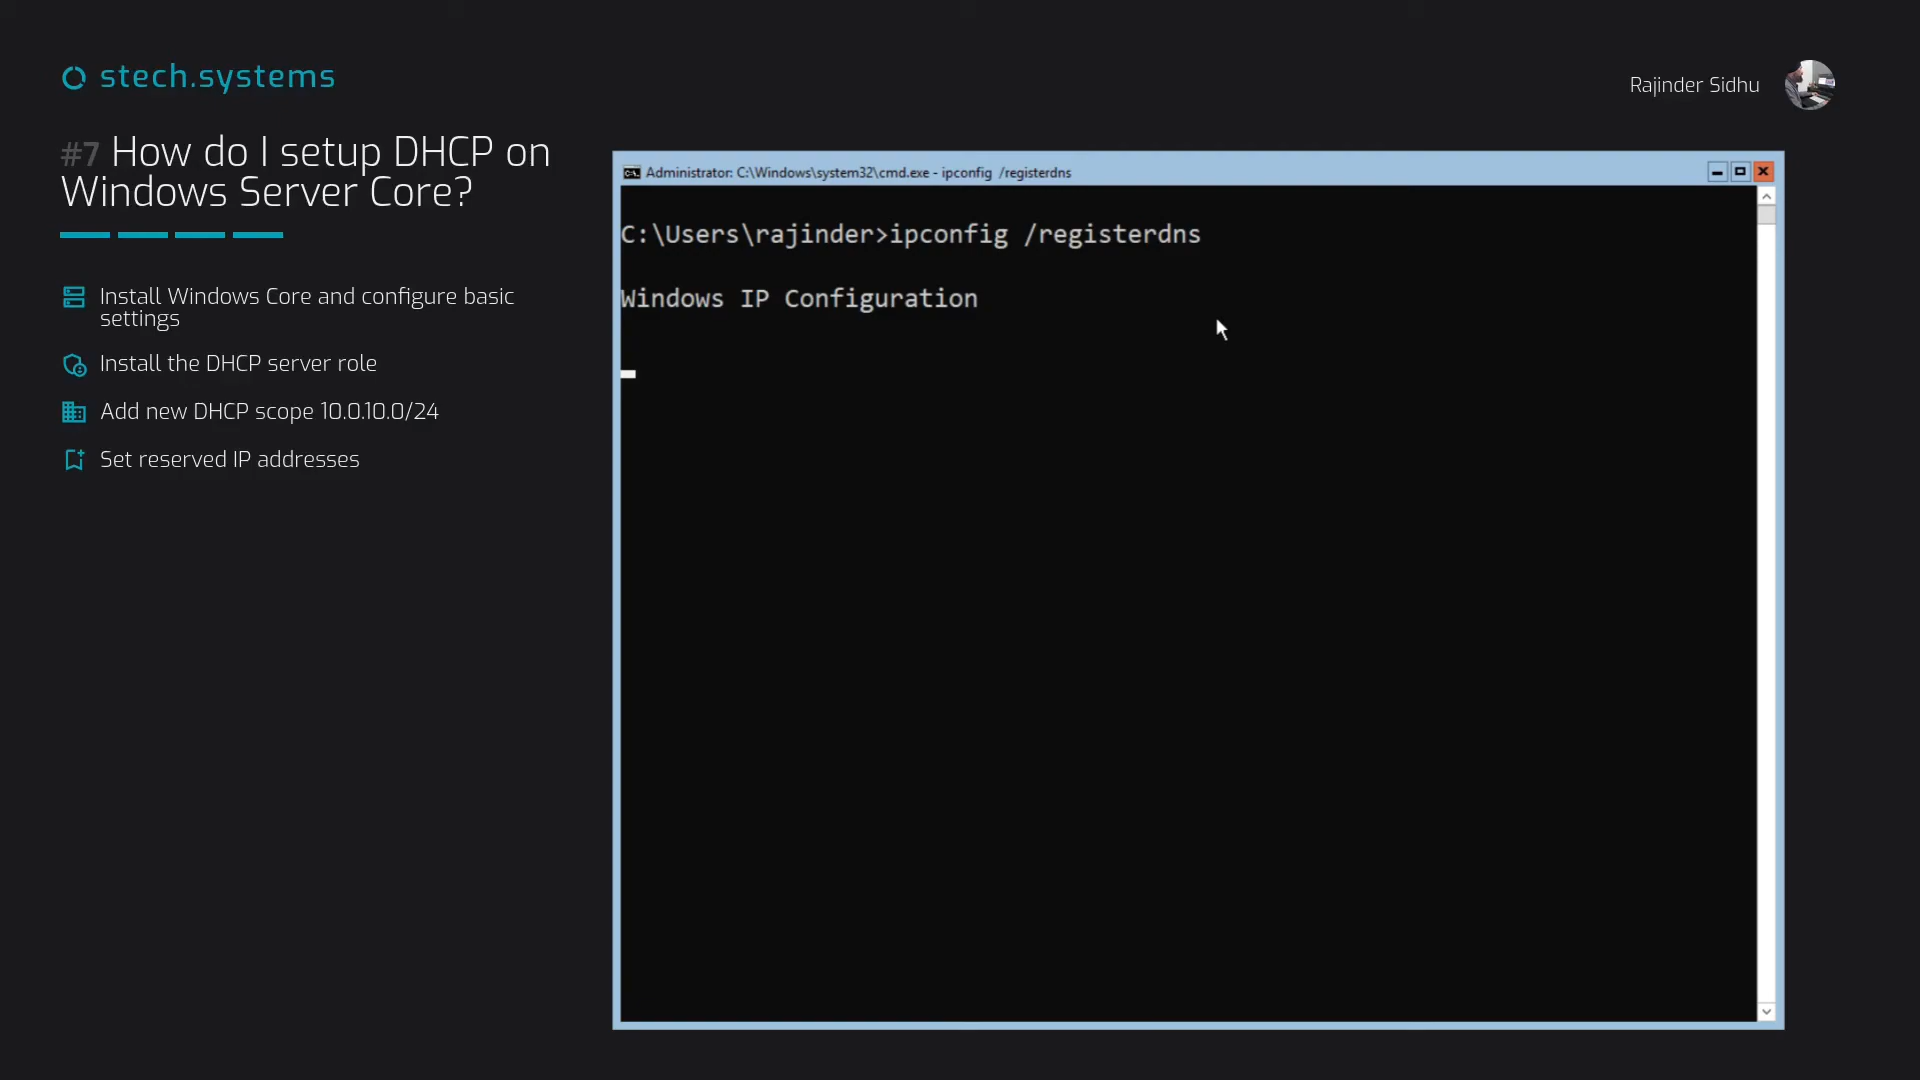 stech.systems
Rajinder Sidhu
#7 How do I setup DHCP on
Windows Server Core?
Install Windows Core and configure basic
settings
Install the DHCP server role
Add new DHCP scope 10.0.10.0/24
Set reserved IP addresses
Administrator: C:\Windows\system32\cmd.exe - ipconfig  /registerdns
C:\Users\rajinder>ipconfig /registerdns
Windows IP Configuration